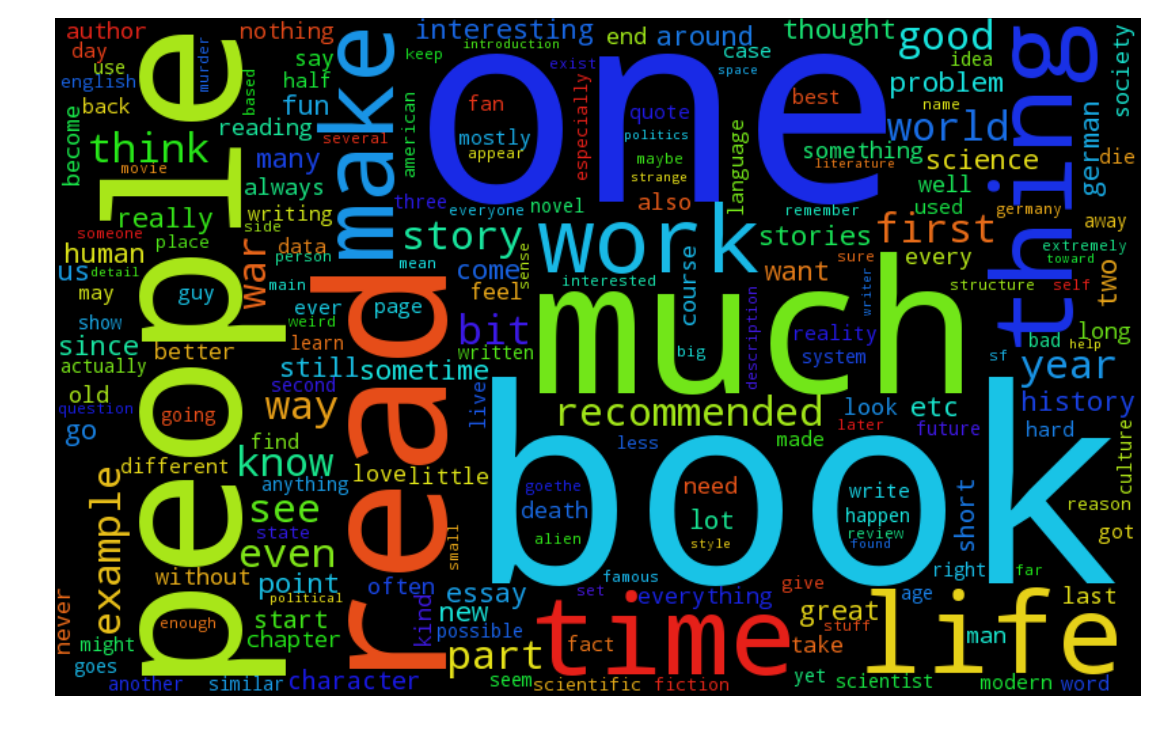 author
nothing
interesting
introduction
end
around
thought
good
society
day
use
murder
say
keep
exist
case
idea
english
half
space
problem
back
based
fun
make
one
fan
quote
best
name
thing
reading
several
american
mostly
especially
politics
world
become
think
movie
many
appear
maybe
language
something
literature
science
german
die
always
strange
well
people
really
writing
three
everyone
novel
also
remember
used
germany
away
someone
side
place
story
work
stories
first
extremely
human
data
person
war
mean
sense
toward
us
detail
main
come
interested
course
want
sure
every
two
may
guy
ever
page
feel
much
structure
self
show
weird
bit
description
reality
writer
long
since
better
learn
written
big
system
sf
bad
help
actually
still
sometime
year
old
second
live
question
going
way
read
recommended
look
etc
history
go
find
less
made
later
future
hard
different
know
love
little
culture
example
anything
book
goethe
need
write
short
reason
see
death
lot
happen
state
alien
style
review
found
got
even
small
without
point
often
famous
right
far
political
essay
set
everything
give
age
last
never
enough
start
kind
new
time
great
stuff
life
might
chapter
possible
fact
take
man
goes
part
another
similar
character
seem
scientific
fiction
yet
scientist
modern
word